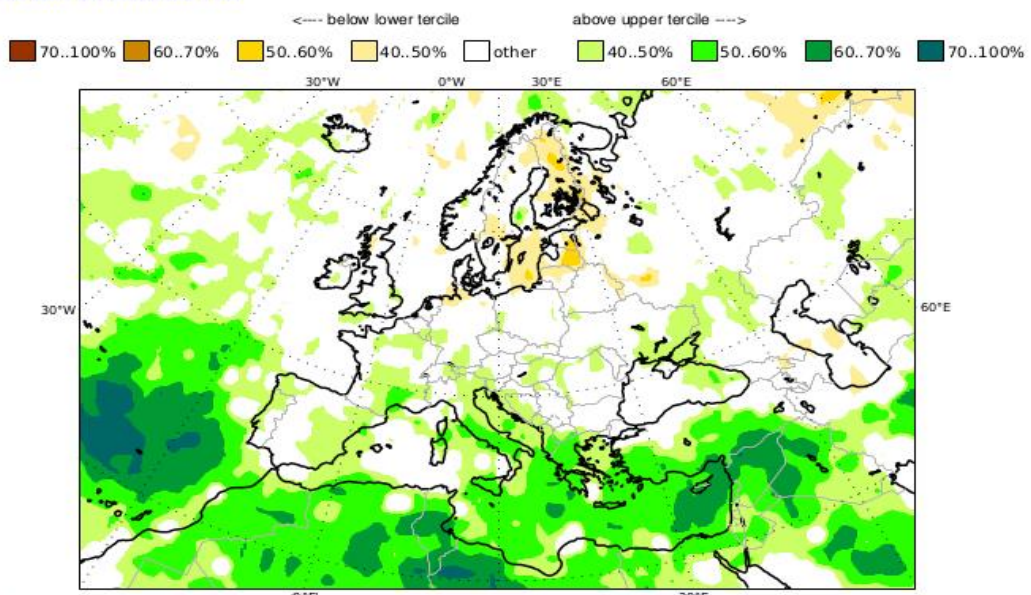 <---- below lower tercile above upper tercile ---->
70..100% 60..70% 50..60% 40..50% other 40..50% 50..60% 60..70% 70..100%
30°W 0°W 30°E 60°E
30°W 60°E